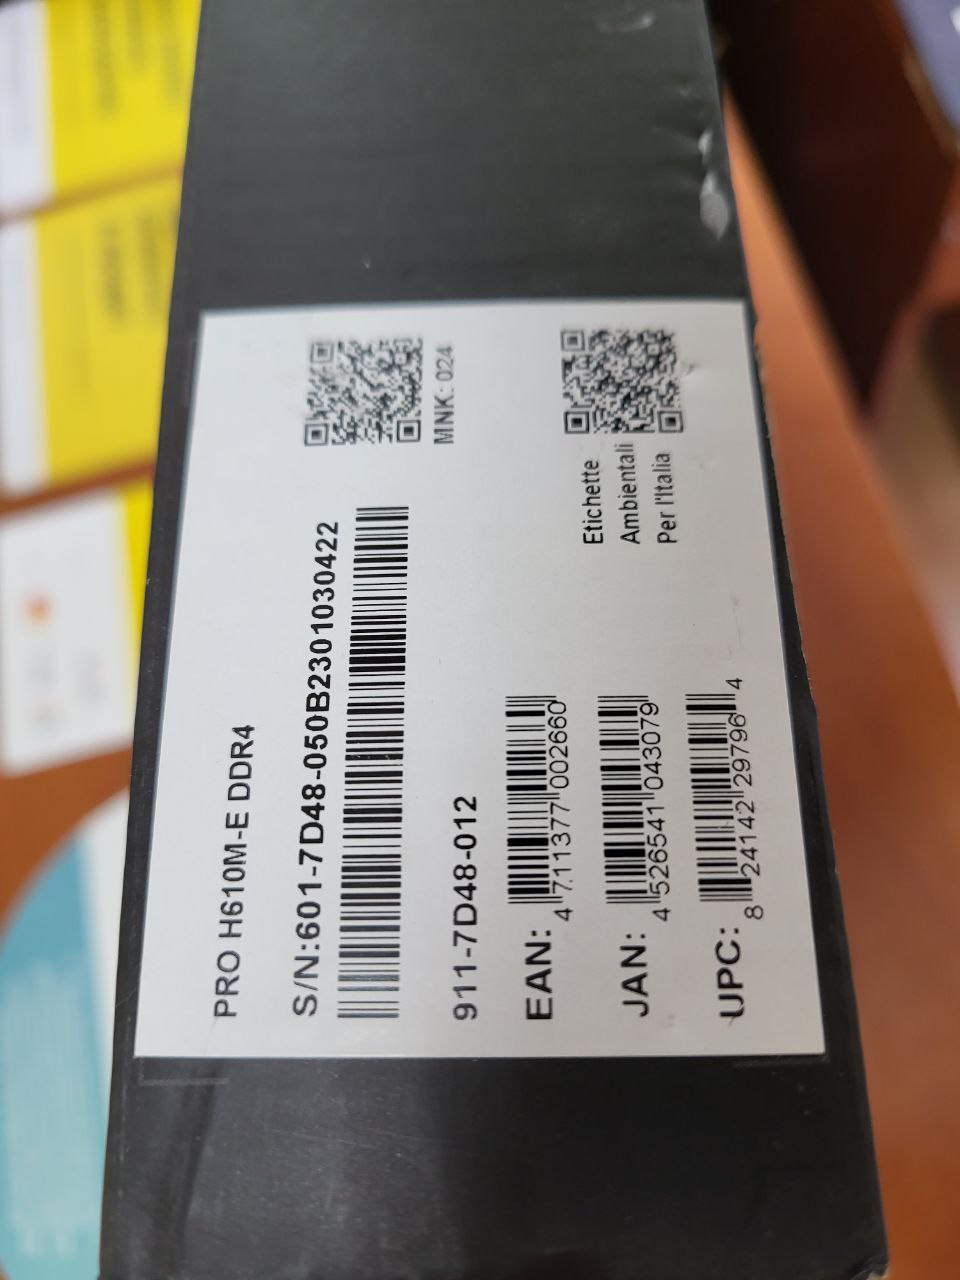 PRO H610M-E DDR4
S/N:601-7D48-050B2301030422
MNK: 024
911-7D48-012
EAN:
4 711377 002660
JAN:
4 526541 043079
UPC:
8 24142 29796 4
Etichette
Ambientali
Per l'Italia